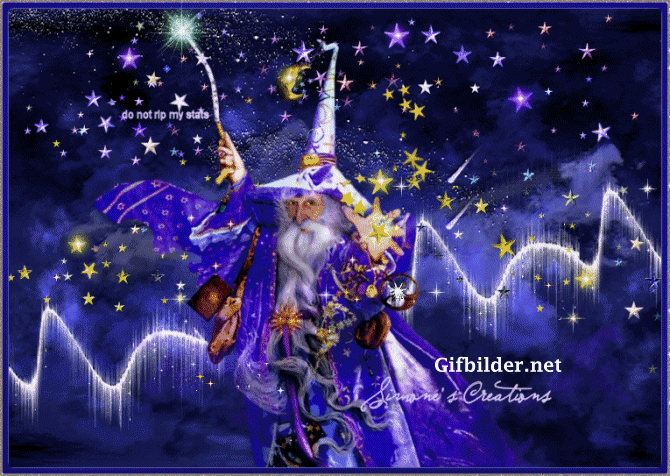 do not rip my stats
Gifbilder.net
Simone's Creations